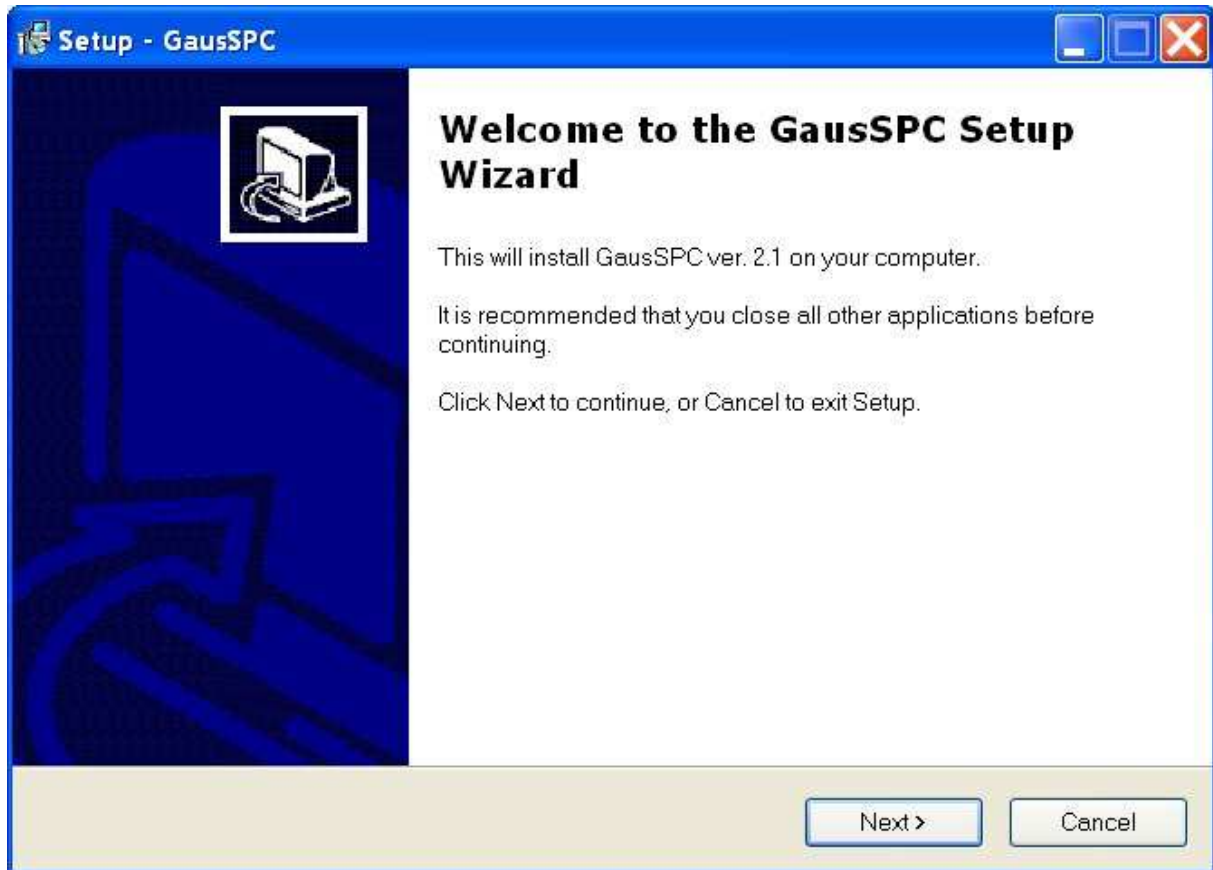 Setup - GausSPC
Welcome to the GausSPC Setup
Wizard
This will install GausSPC ver. 2.1 on your computer.
It is recommended that you close all other applications before
continuing.
Click Next to continue, or Cancel to exit Setup.
Next >
Cancel